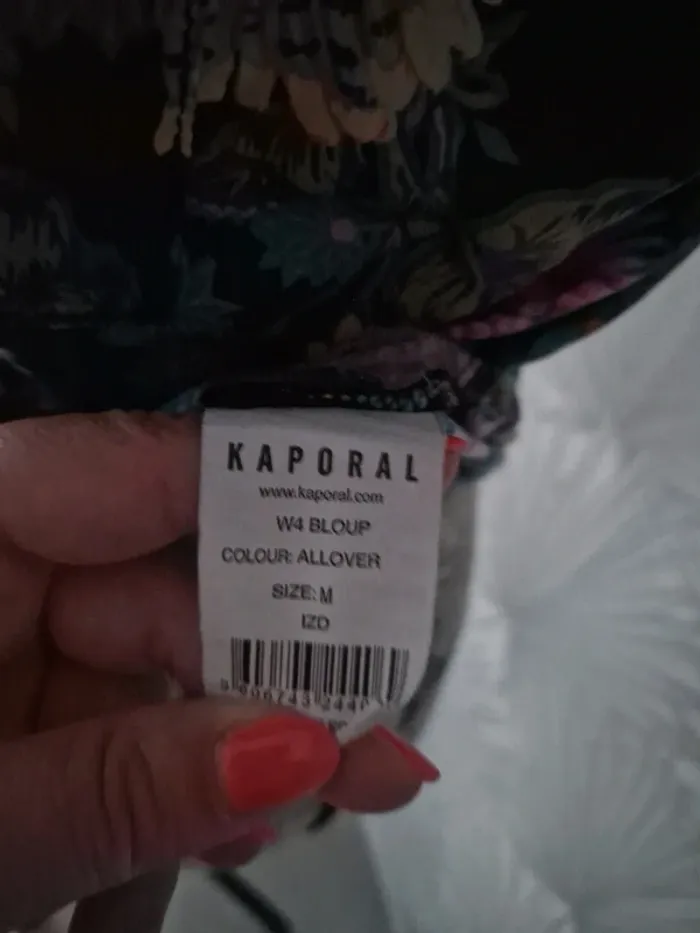 KAPORAL
www.kaporal.com
W4 BLOUP
COLOUR: ALLOVER
SIZE: M
IZD